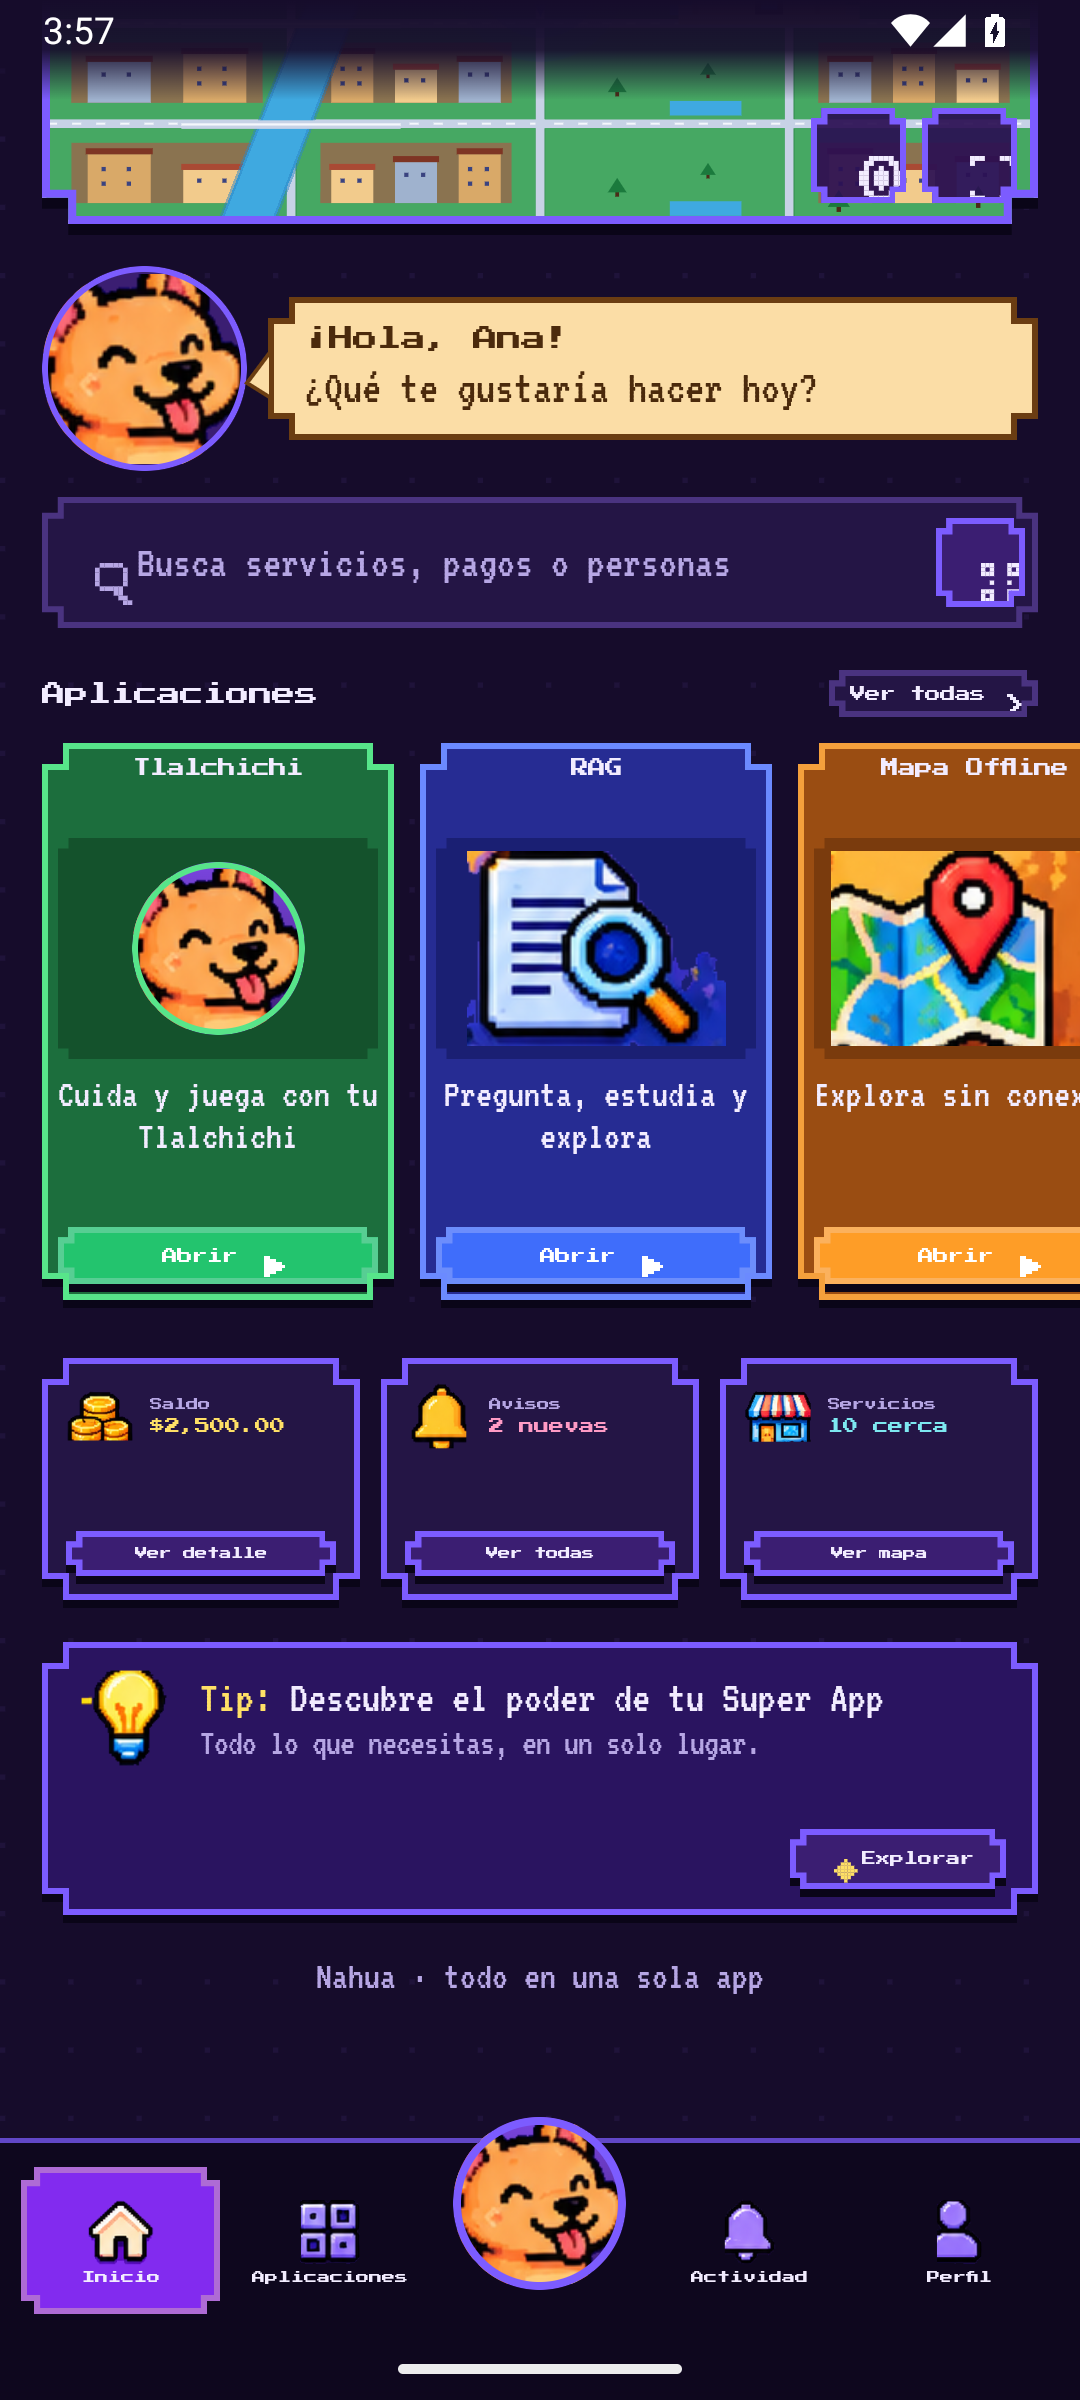 3:57
¡Hola, Ana!
¿Qué te gustaría hacer hoy?
Busca servicios, pagos o personas
Aplicaciones
Ver todas
Tlalchichi
RAG
Mapa Offline
Cuida y juega con tu
Tlalchichi
Pregunta, estudia y
explora
Explora sin conex
Abrir
Abrir
Abrir
Saldo
$2,500.00
Avisos
2 nuevas
Servicios
10 cerca
Ver detalle
Ver todas
Ver mapa
Tip: Descubre el poder de tu Super App
Todo lo que necesitas, en un solo lugar.
Explorar
Nahua · todo en una sola app
Inicio
Aplicaciones
Actividad
Perfil